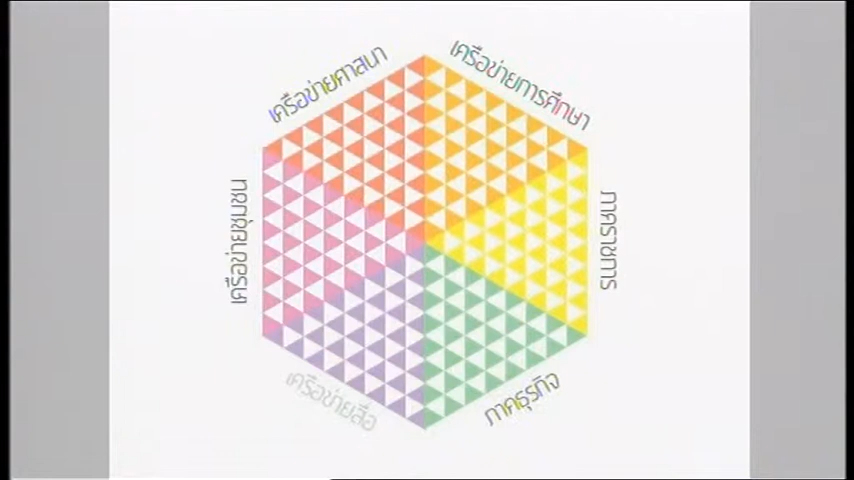 เครือข่ายศาสนา
เครือข่ายการศึกษา
เครือข่ายชุมชน
ภาคราชการ
เครือข่ายสื่อ
ภาคธุรกิจ